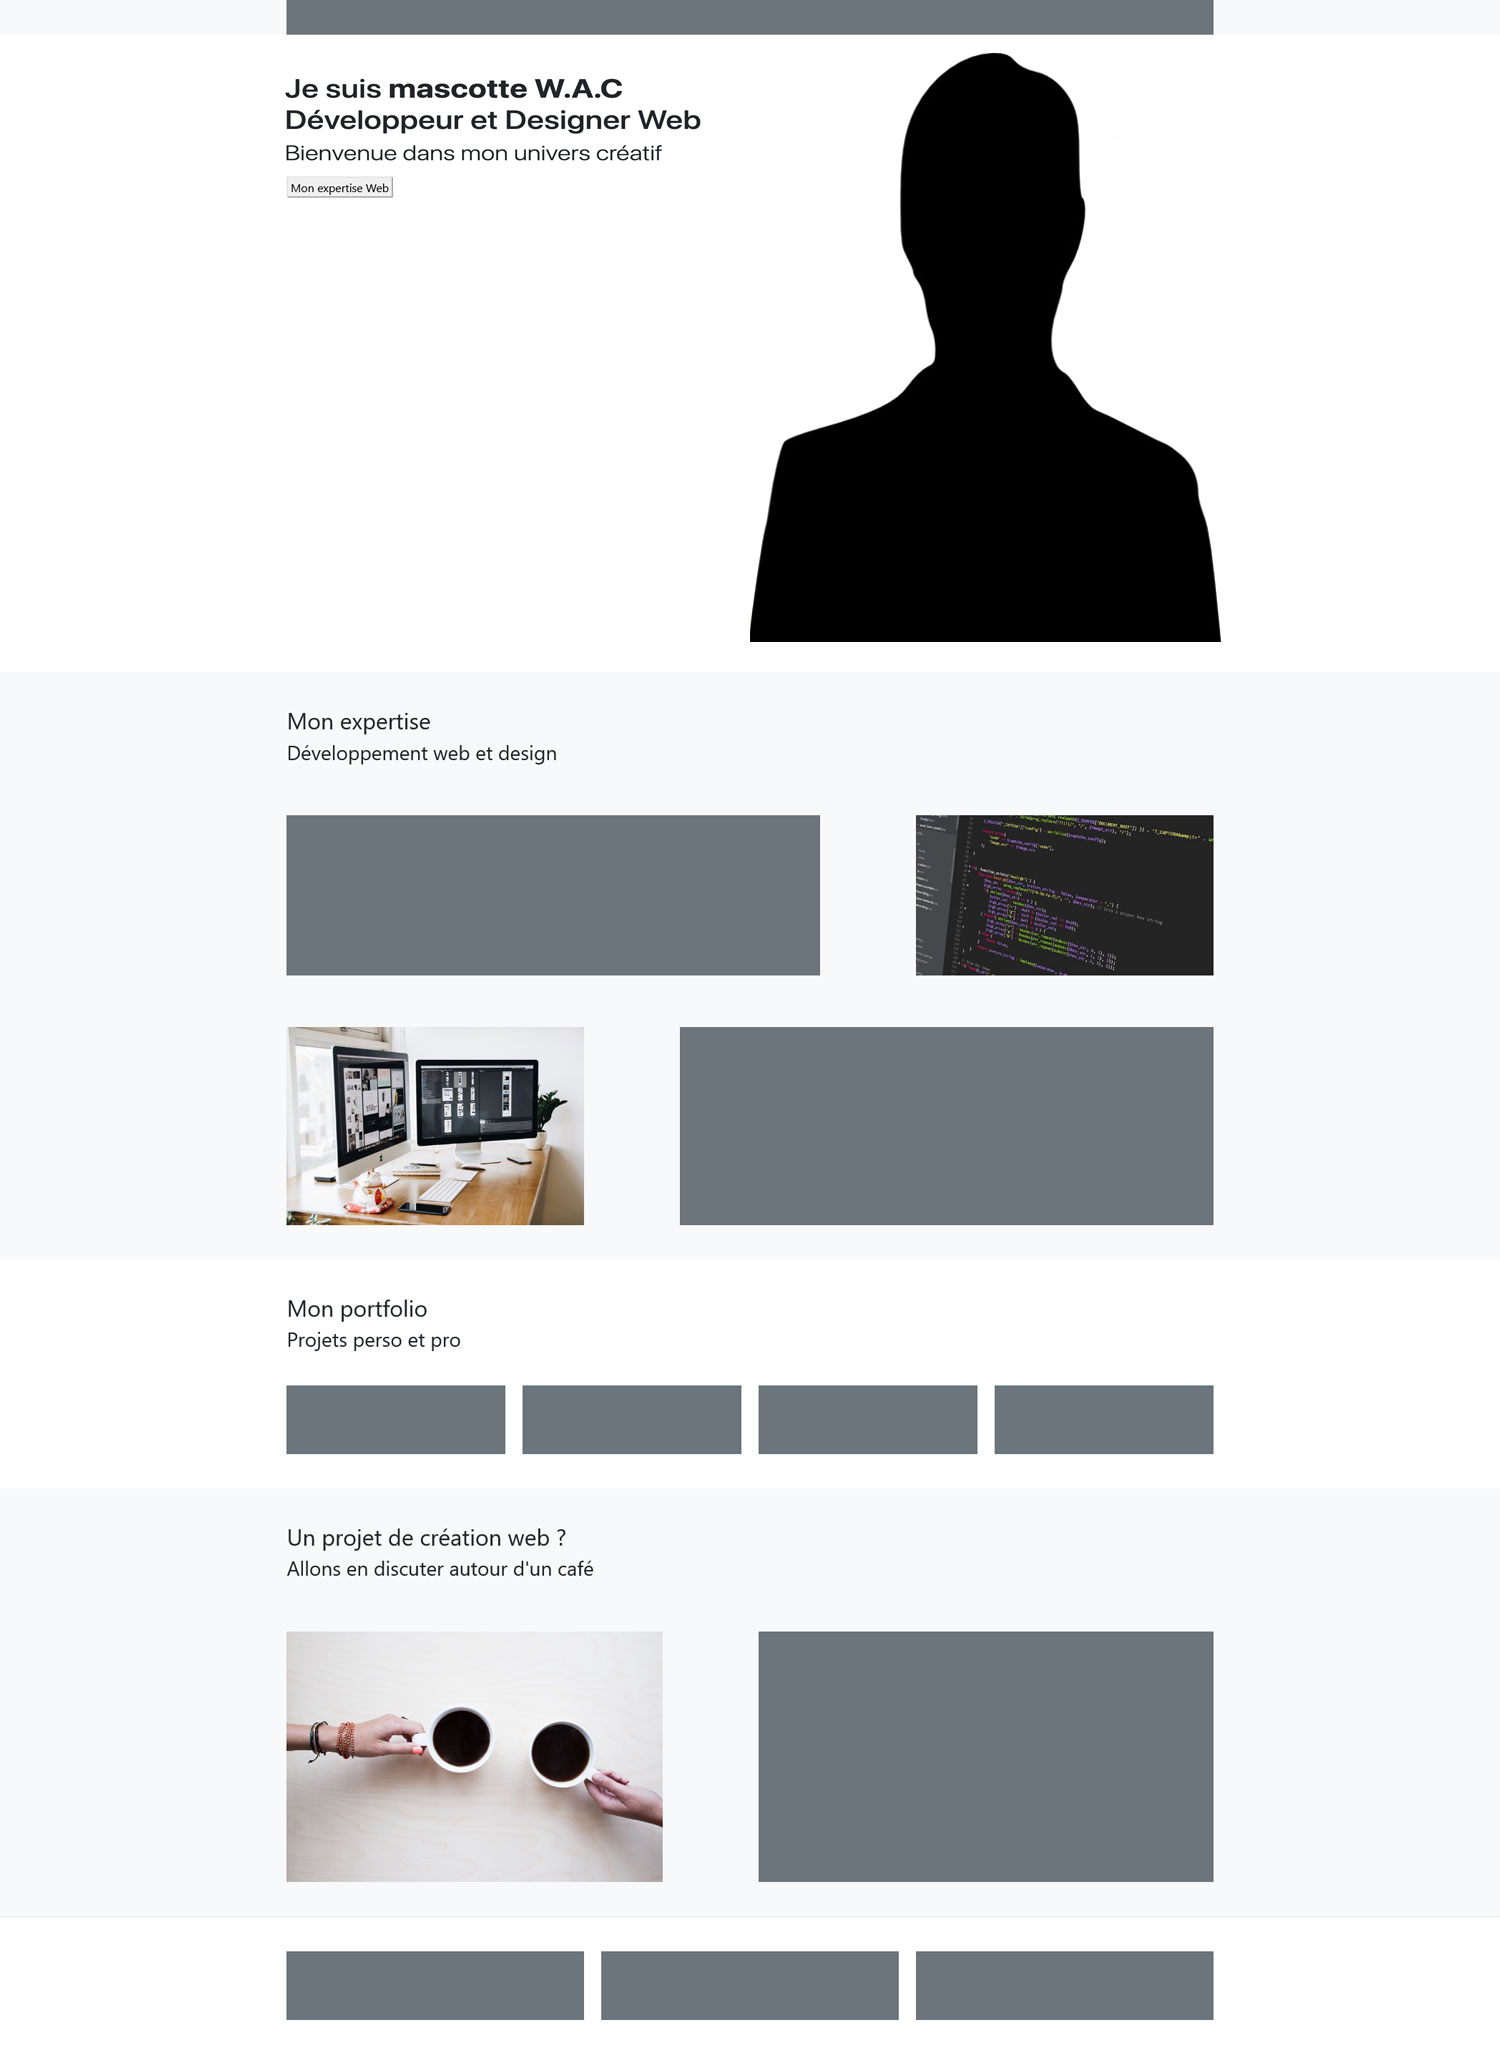 Je suis mascotte W.A.C
Développeur et Designer Web
Bienvenue dans mon univers créatif
Mon expertise Web
Mon expertise
Développement web et design
Mon portfolio
Projets perso et pro
Un projet de création web ?
Allons en discuter autour d'un café